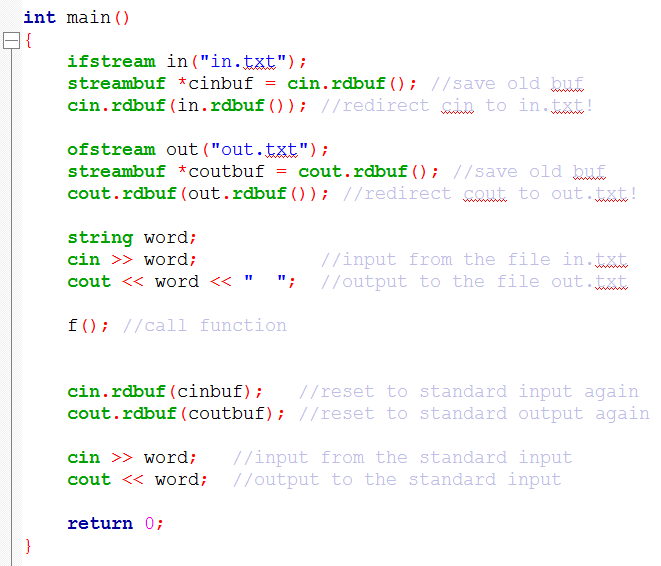 int main()
{
ifstream in("in.txt");
streambuf *cinbuf = cin.rdbuf(); //save old buf
cin.rdbuf(in.rdbuf()); //redirect cin to in.txt!
ofstream out("out.txt");
streambuf *coutbuf = cout.rdbuf(); //save old buf
cout.rdbuf(out.rdbuf()); //redirect cout to out.txt!
string word;
cin >> word; //input from the file in.txt
cout << word << "  "; //output to the file out.txt
f(); //call function
cin.rdbuf(cinbuf); //reset to standard input again
cout.rdbuf(coutbuf); //reset to standard output again
cin >> word; //input from the standard input
cout << word; //output to the standard input
return 0;
}